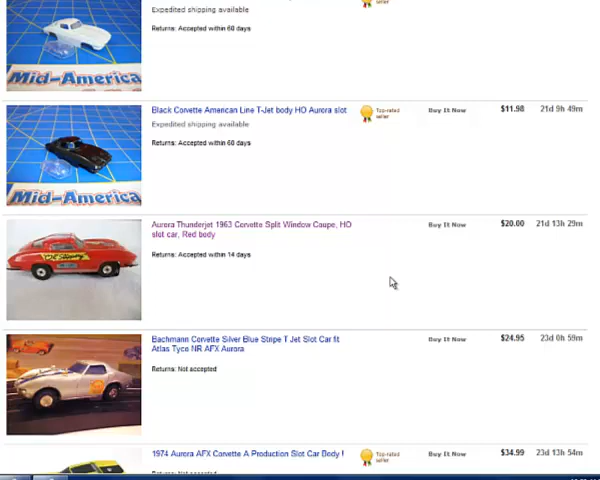 Expedited shipping available
Returns: Accepted within 60 days
Mid-America
Black Corvette American Line T-Jet body HO Aurora slot
Top-rated seller
Buy It Now
$11.98
21d 9h 49m
Expedited shipping available
Returns: Accepted within 60 days
Mid-America
Aurora Thunderjet 1963 Corvette Split Window Coupe, HO
slot car, Red body
Buy It Now
$20.00
21d 13h 29m
Returns: Accepted within 14 days
Bachmann Corvette Silver Blue Stripe T Jet Slot Car fit
Atlas Tyco NR AFX Aurora
Buy It Now
$24.95
23d 0h 59m
Returns: Not accepted
1974 Aurora AFX Corvette A Production Slot Car Body !
Top-rated seller
Buy It Now
$34.99
23d 13h 54m
Returns: Not accepted